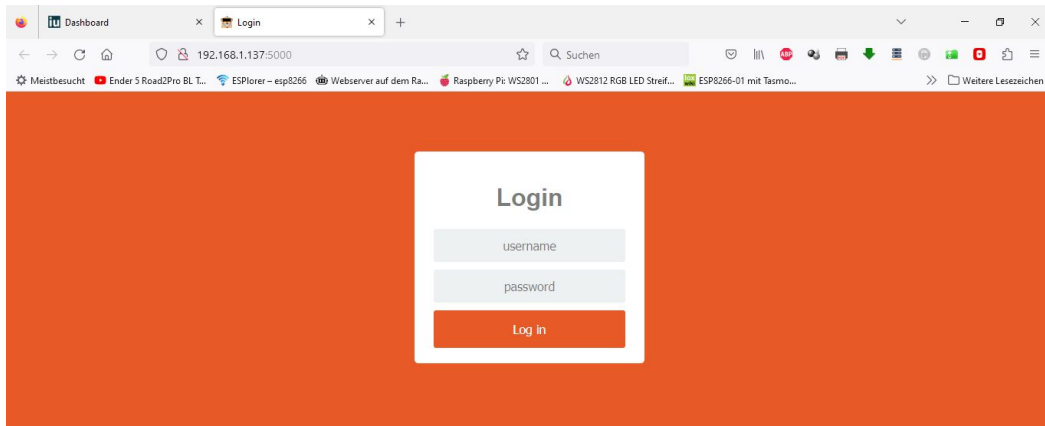 Dashboard
Login
192.168.1.137:5000
Suchen
Meistbesucht
Ender 5 Road2Pro BL T...
ESPlorer – esp8266
Webserver auf dem Ra...
Raspberry Pi: WS2801 ...
WS2812 RGB LED Streif...
ESP8266-01 mit Tasmo...
Weitere Lesezeichen
Login
username
password
Log in